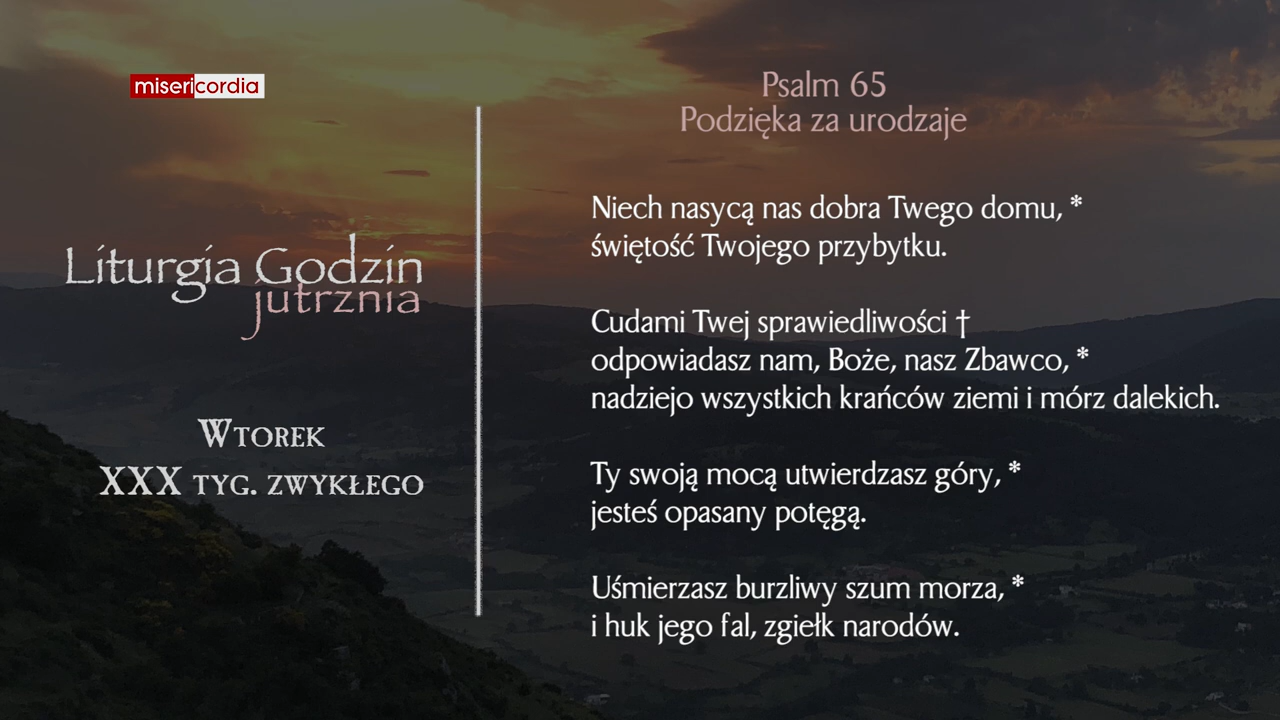 misericordia
Liturgia Godzin
jutrznia
Wtorek
XXX tyg. zwykłego
Psalm 65
Podzięka za urodzaje
Niech nasycą nas dobra Twego domu, *
świętość Twojego przybytku.
Cudami Twej sprawiedliwości †
odpowiadasz nam, Boże, nasz Zbawco, *
nadziejo wszystkich krańców ziemi i mórz dalekich.
Ty swoją mocą utwierdzasz góry, *
jesteś opasany potęgą.
Uśmierzasz burzliwy szum morza, *
i huk jego fal, zgiełk narodów.